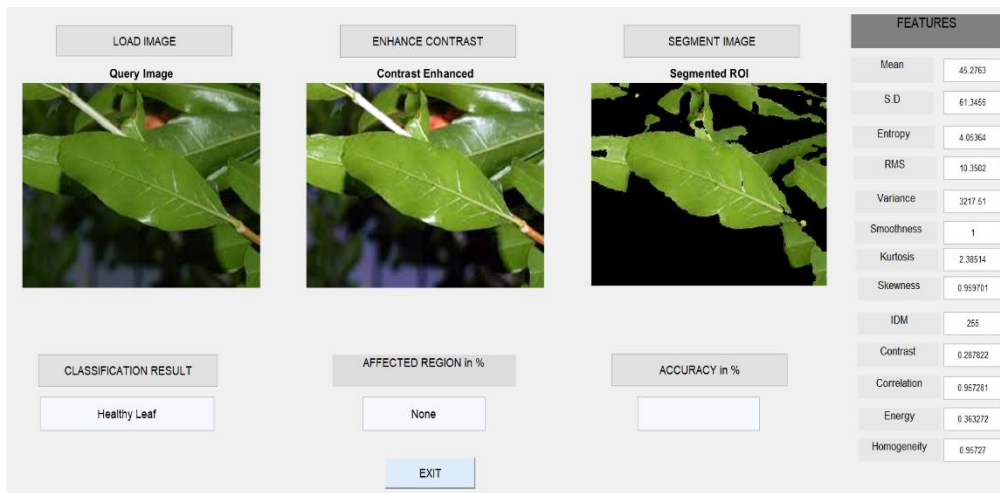 LOAD IMAGE
ENHANCE CONTRAST
SEGMENT IMAGE
Query Image
Contrast Enhanced
Segmented ROI
CLASSIFICATION RESULT
AFFECTED REGION in %
ACCURACY in %
Healthy Leaf
None
EXIT
FEATURES
Mean 45.2763
S.D 61.3455
Entropy 4.05364
RMS 10.3502
Variance 3217.51
Smoothness 1
Kurtosis 2.38514
Skewness 0.959701
IDM 255
Contrast 0.287822
Correlation 0.957281
Energy 0.363272
Homogeneity 0.95727